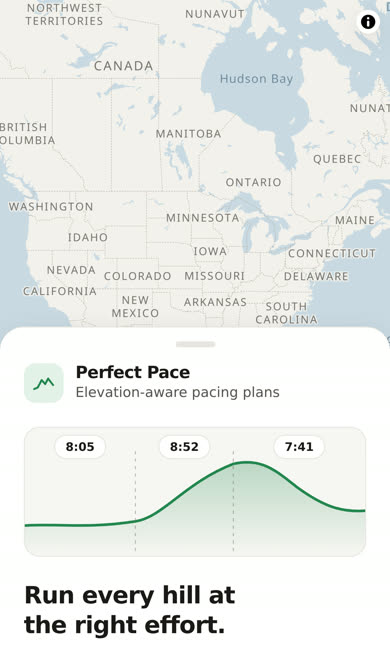 NORTHWEST
TERRITORIES
NUNAVUT
CANADA
Hudson Bay
NUNAT
BRITISH
OLUMBIA
MANITOBA
QUEBEC
ONTARIO
WASHINGTON
MINNESOTA
MAINE
IDAHO
IOWA
CONNECTICUT
NEVADA
COLORADO
MISSOURI
DELAWARE
CALIFORNIA
NEW
MEXICO
ARKANSAS
SOUTH
CAROLINA
Perfect Pace
Elevation-aware pacing plans
8:05
8:52
7:41
Run every hill at
the right effort.